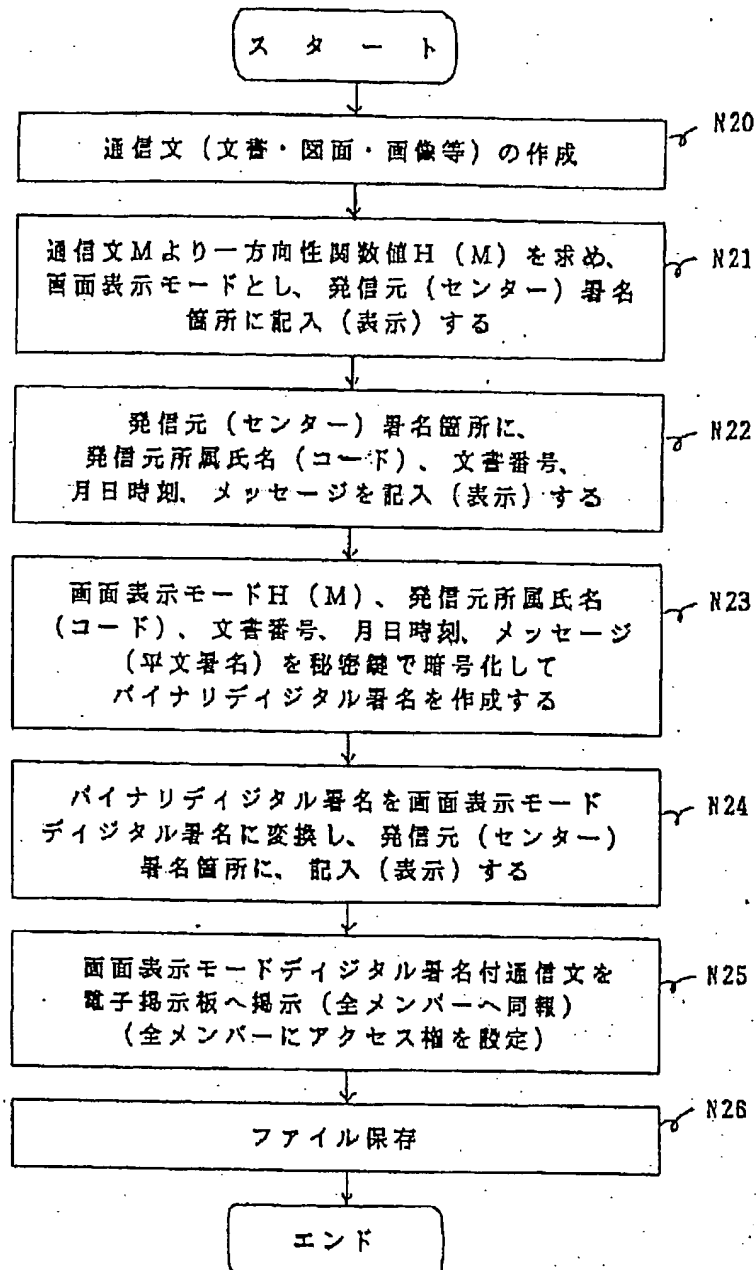 スタート
通信文（文書・図面・画像等）の作成
N20
通信文Mより一方向性関数値H（M）を求め、
画面表示モードとし、発信元（センター）署名
箇所に記入（表示）する
N21
発信元（センター）署名箇所に、
発信元所属氏名（コード）、文書番号、
月日時刻、メッセージを記入（表示）する
N22
画面表示モードH（M）、発信元所属氏名
（コード）、文書番号、月日時刻、メッセージ
（平文署名）を秘密鍵で暗号化して
バイナリディジタル署名を作成する
N23
バイナリディジタル署名を画面表示モード
ディジタル署名に変換し、発信元（センター）
署名箇所に、記入（表示）する
N24
画面表示モードディジタル署名付通信文を
電子掲示板へ掲示（全メンバーへ同報）
（全メンバーにアクセス権を設定）
N25
ファイル保存
N26
エンド